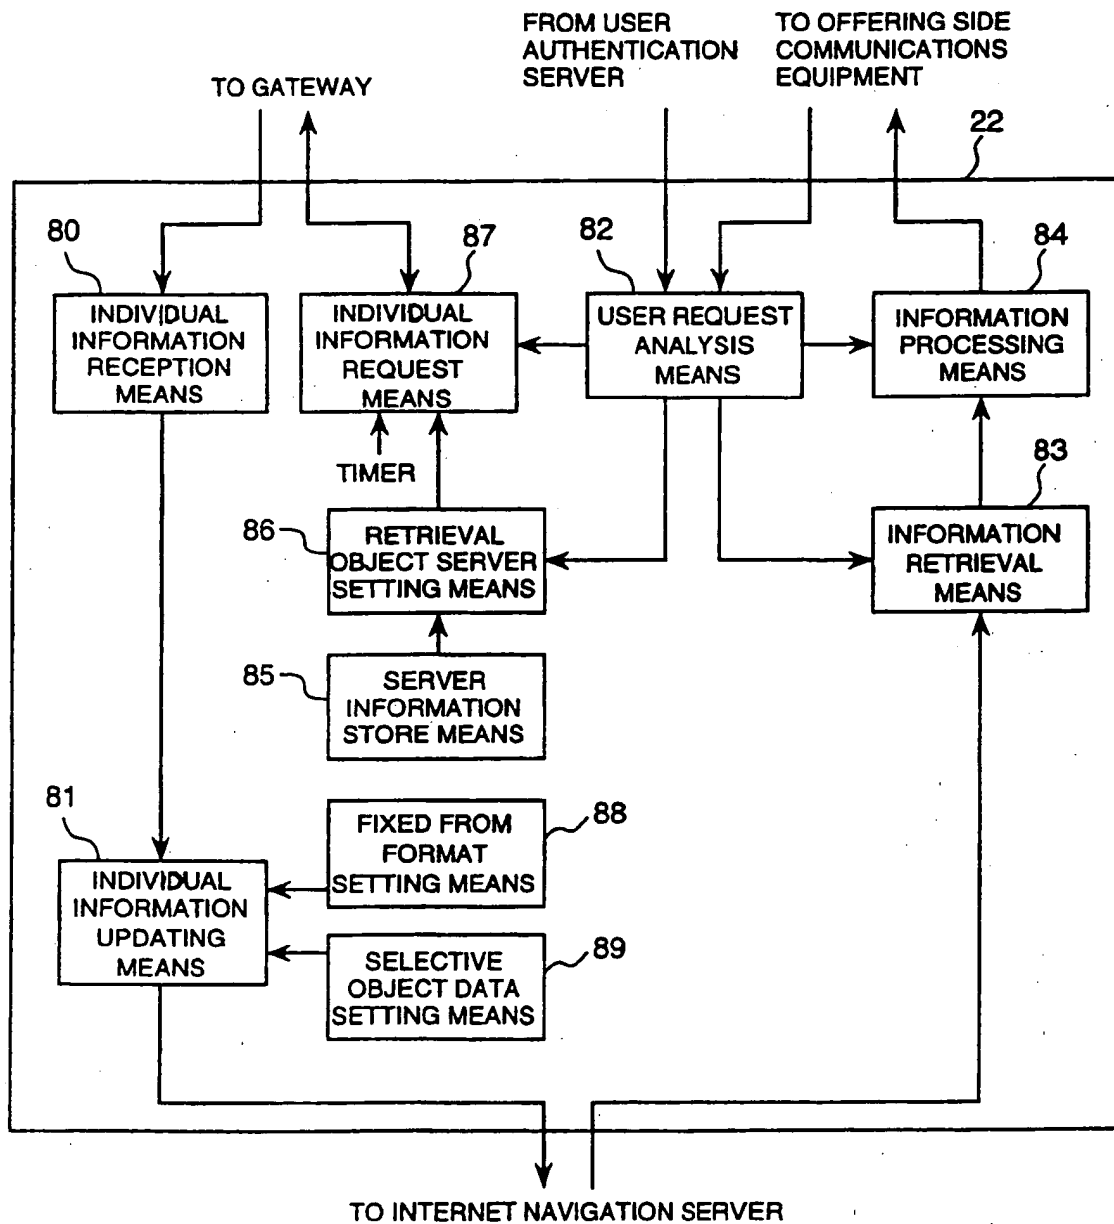 FROM USER
AUTHENTICATION
SERVER
TO OFFERING SIDE
COMMUNICATIONS
EQUIPMENT
TO GATEWAY
22
80
INDIVIDUAL
INFORMATION
RECEPTION
MEANS
87
INDIVIDUAL
INFORMATION
REQUEST
MEANS
82
USER REQUEST
ANALYSIS
MEANS
84
INFORMATION
PROCESSING
MEANS
TIMER
83
INFORMATION
RETRIEVAL
MEANS
86
RETRIEVAL
OBJECT SERVER
SETTING MEANS
85
SERVER
INFORMATION
STORE MEANS
81
INDIVIDUAL
INFORMATION
UPDATING
MEANS
88
FIXED FROM
FORMAT
SETTING MEANS
89
SELECTIVE
OBJECT DATA
SETTING MEANS
TO INTERNET NAVIGATION SERVER